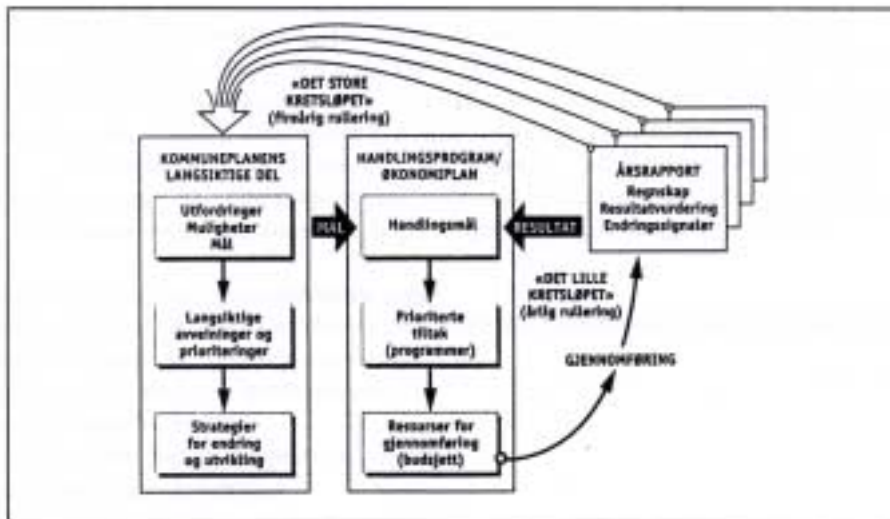 «DET STORE
KRETSLØPET»
(fireårig rullering)
KOMMUNEPLANENS
LANGSIKTIGE DEL
Utfordringer
Muligheter
Mål
Langsiktige
avveininger og
prioriteringer
Strategier
for endring
og utvikling
MÅL
HANDLINGSPROGRAM/
ØKONOMIPLAN
Handlingsmål
Prioriterte
tiltak
(programmer)
Ressurser for
gjennomføring
(budsjett)
RESULTAT
ÅRSRAPPORT
Regnskap
Resultatvurdering
Endringssignaler
«DET LILLE
KRETSLØPET»
(årlig rullering)
GJENNOMFØRING